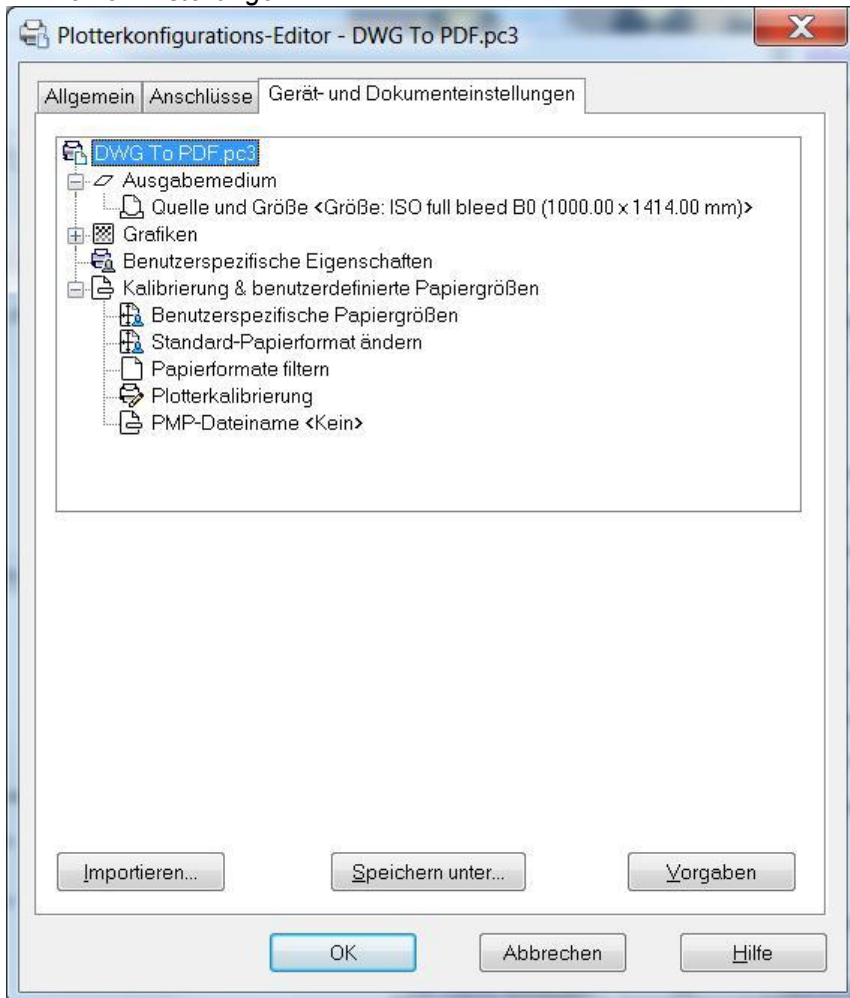 Plotterkonfigurations-Editor - DWG To PDF.pc3
Allgemein Anschlüsse Gerät- und Dokumenteinstellungen
DWG To PDF.pc3
Ausgabemedium
Quelle und Größe <Größe: ISO full bleed B0 (1000.00 x 1414.00 mm)>
Grafiken
Benutzerspezifische Eigenschaften
Kalibrierung & benutzerdefinierte Papiergrößen
Benutzerspezifische Papiergrößen
Standard-Papierformat ändern
Papierformate filtern
Plotterkalibrierung
PMP-Dateiname <Kein>
Importieren... Speichern unter... Vorgaben
OK Abbrechen Hilfe